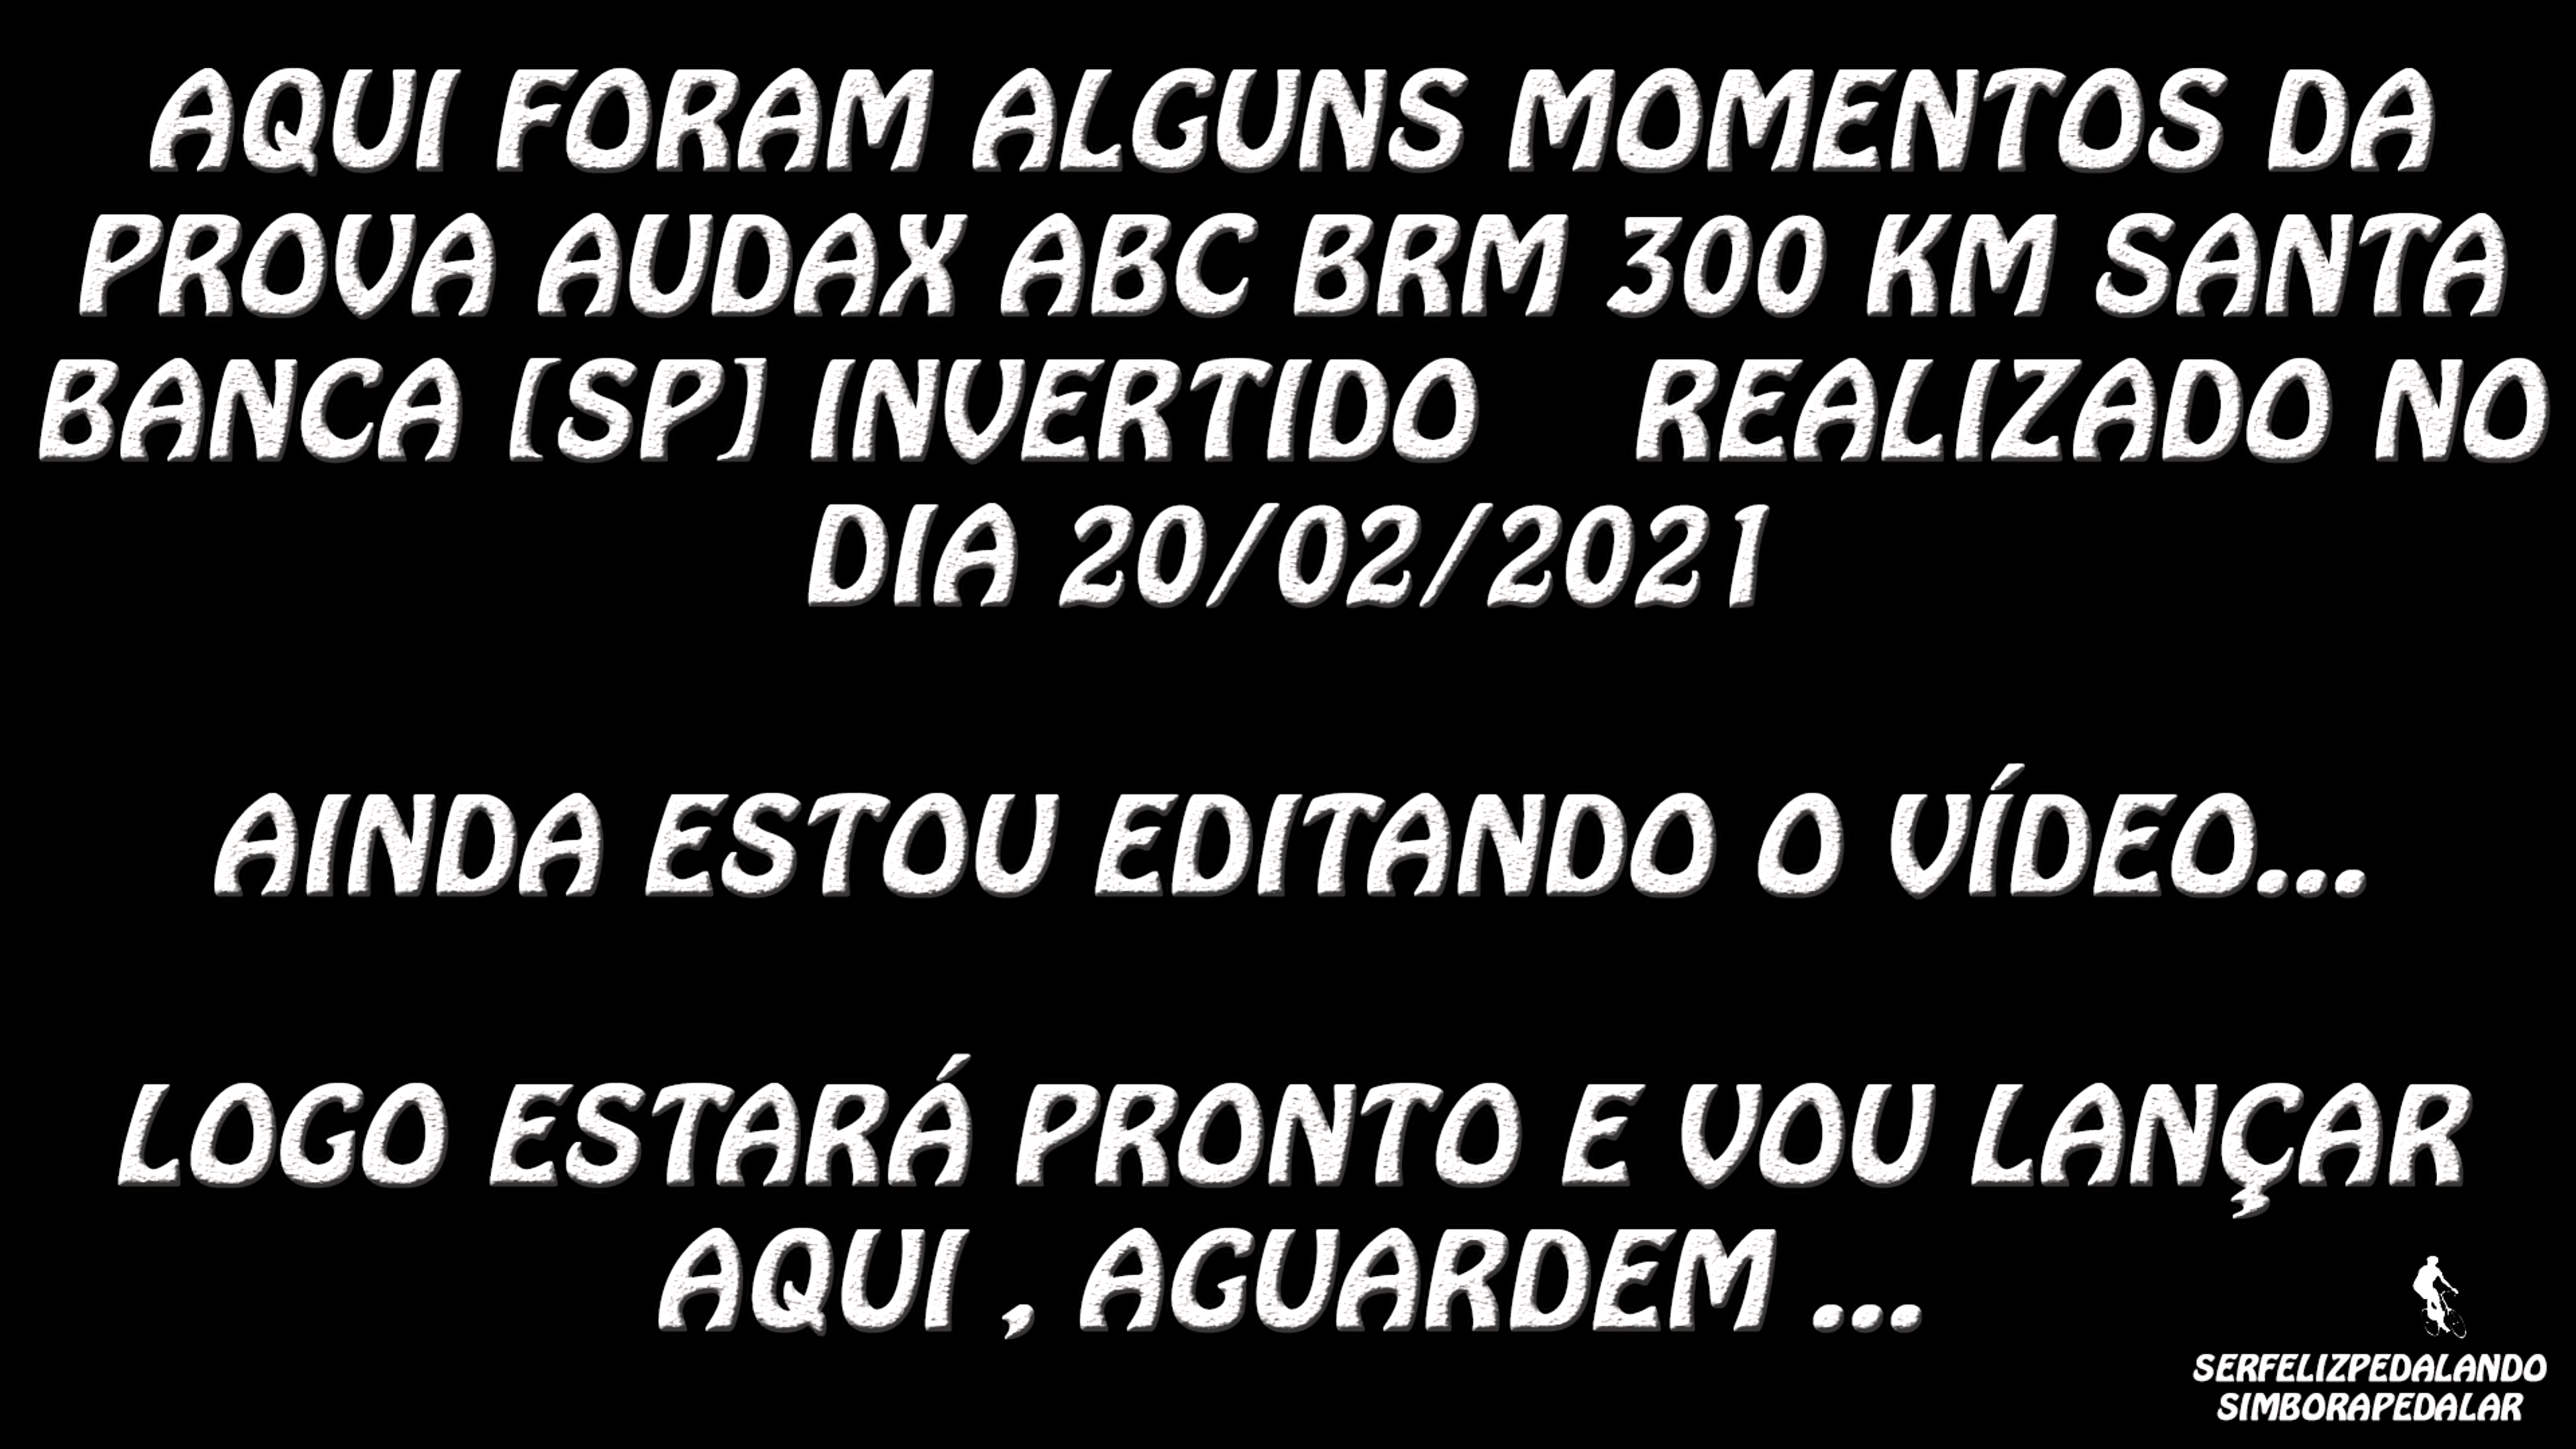 AQUI FORAM ALGUNS MOMENTOS DA
PROVA AUDAX ABC BRM 300 KM SANTA
BANCA [SP] INVERTIDO REALIZADO NO
DIA 20/02/2021
AINDA ESTOU EDITANDO O VÍDEO...
LOGO ESTARÁ PRONTO E VOU LANÇAR
AQUI , AGUARDEM ...
SERFELIZPEDALANDO
SIMBORAPEDALAR